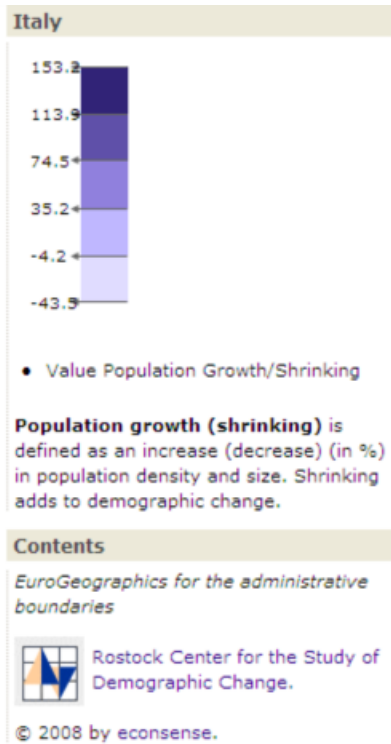 Italy
153.2
113.9
74.5
35.2
-4.2
-43.5
Value Population Growth/Shrinking
Population growth (shrinking) is
defined as an increase (decrease) (in %)
in population density and size. Shrinking
adds to demographic change.
Contents
EuroGeographics for the administrative
boundaries
Rostock Center for the Study of
Demographic Change.
© 2008 by econsense.